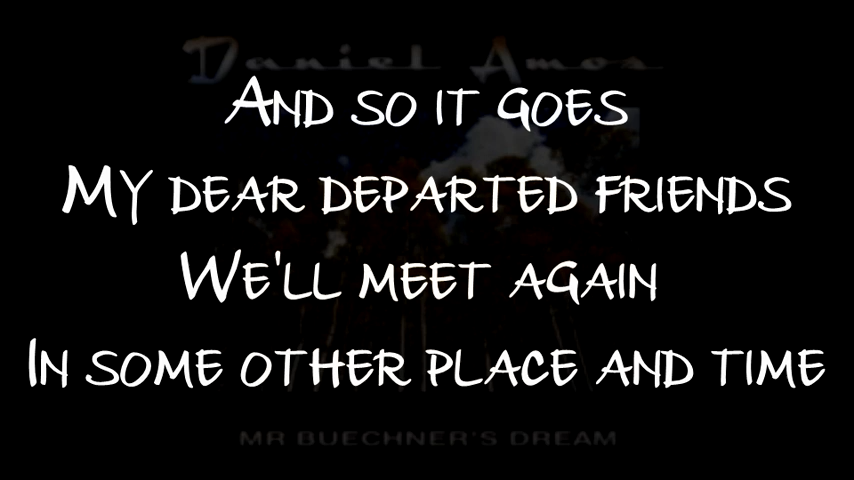 Daniel Amos
And so it goes
My dear departed friends
We'll meet again
In some other place and time
MR BUECHNER'S DREAM